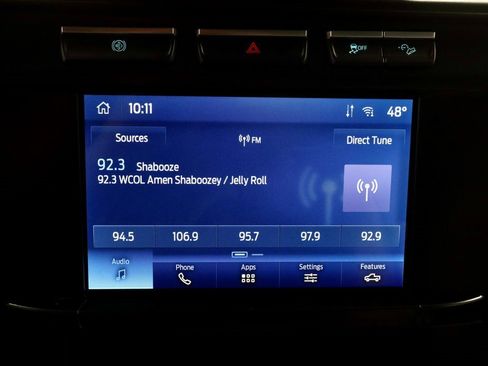 OFF
10:11
48°
Sources
FM
Direct Tune
92.3 Shabooze
92.3 WCOL Amen Shaboozey / Jelly Roll
94.5 106.9 95.7 97.9 92.9
Audio Phone Apps Settings Features